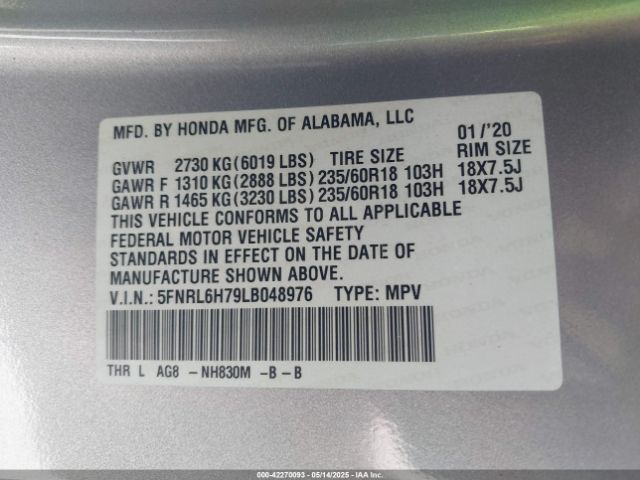 MFD. BY HONDA MFG. OF ALABAMA, LLC 01/'20
GVWR 2730 KG(6019 LBS) TIRE SIZE RIM SIZE
GAWR F 1310 KG(2888 LBS) 235/60R18 103H 18X7.5J
GAWR R 1465 KG(3230 LBS) 235/60R18 103H 18X7.5J
THIS VEHICLE CONFORMS TO ALL APPLICABLE
FEDERAL MOTOR VEHICLE SAFETY
STANDARDS IN EFFECT ON THE DATE OF
MANUFACTURE SHOWN ABOVE.
V.I.N.: 5FNRL6H79LB048976 TYPE: MPV
THR L AG8 - NH830M - B - B
000-42270093 - 05/14/2025 - IAAI.COM